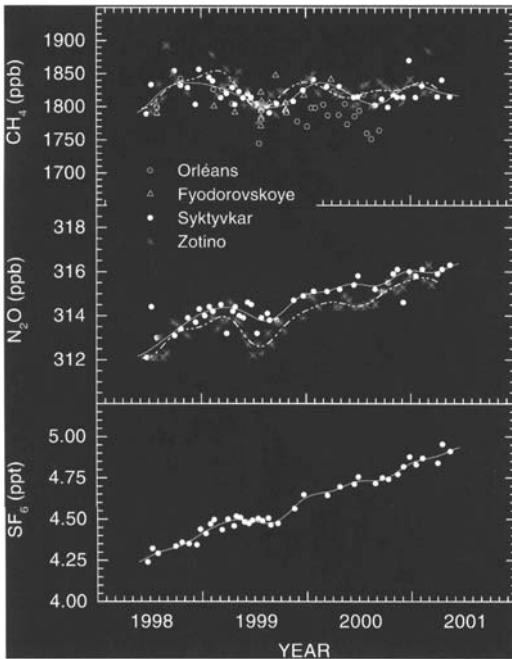 1900
1850
1800
1750
1700
CH4 (ppb)
Orléans
Fyodorovskoye
Syktyvkar
Zotino
318
316
314
312
N2O (ppb)
5.00
4.75
4.50
4.25
4.00
SF6 (ppt)
1998 1999 2000 2001
YEAR